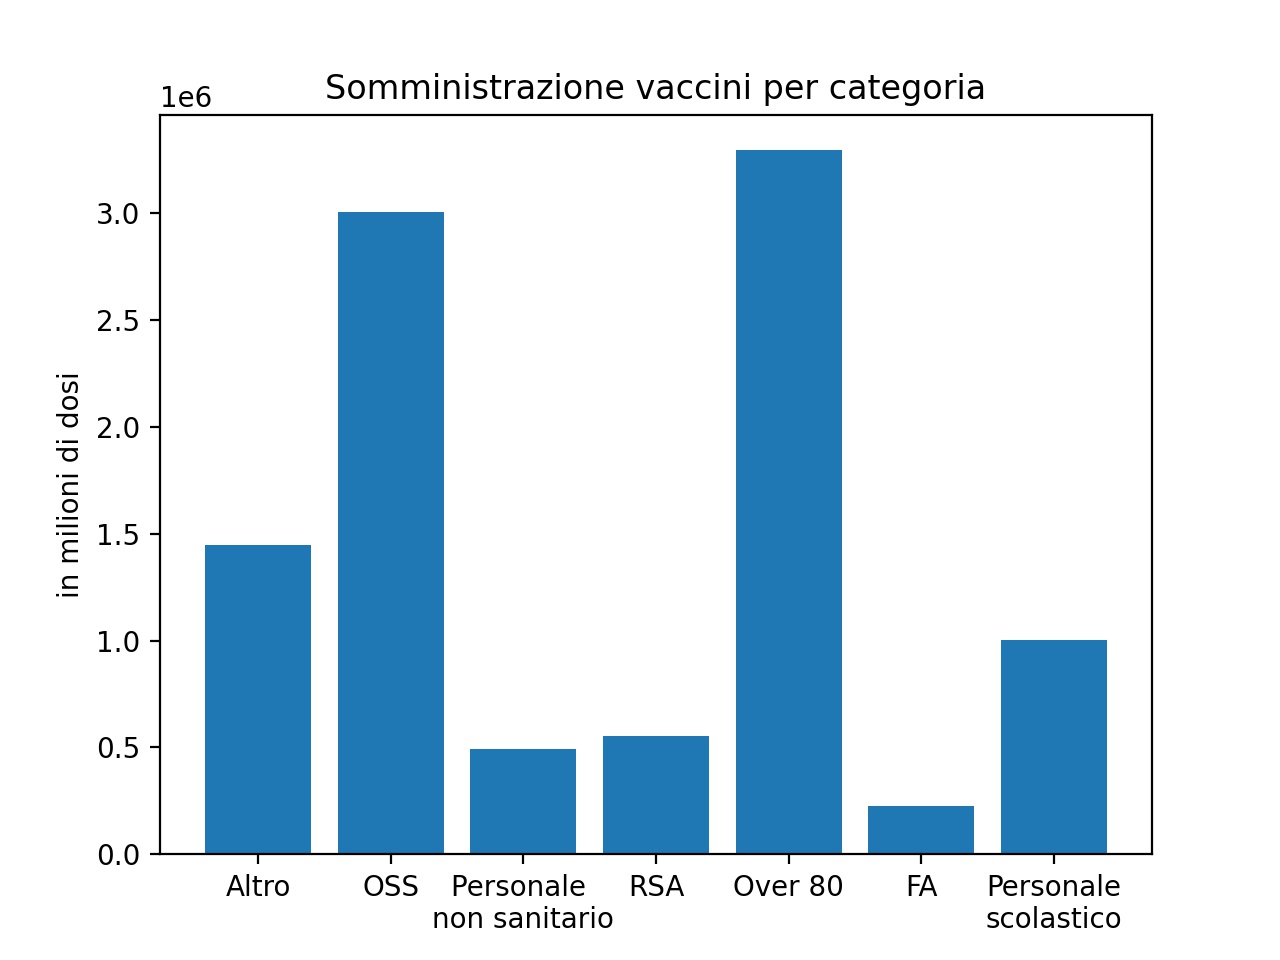 Somministrazione vaccini per categoria
1e6
in milioni di dosi
3.0
2.5
2.0
1.5
1.0
0.5
0.0
Altro
OSS
Personale
non sanitario
RSA
Over 80
FA
Personale
scolastico